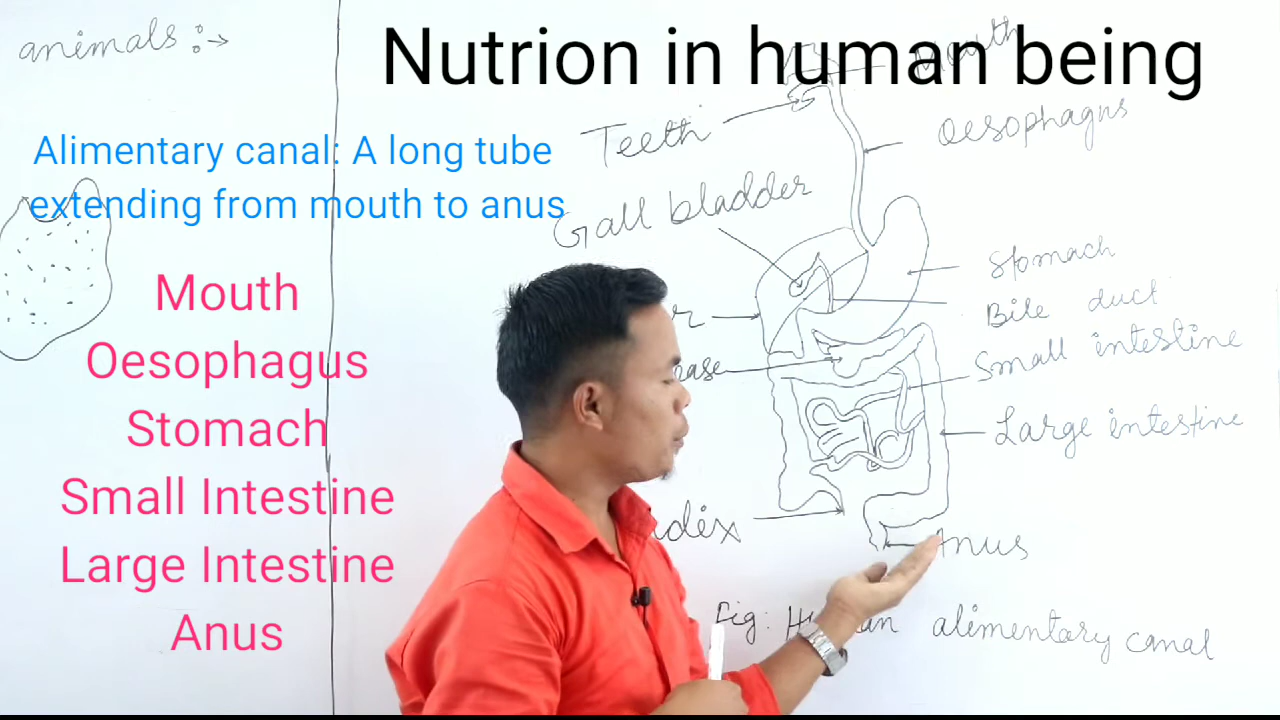 animals :→
Nutrion in human being
Mouth
Oesophagus
Teeth
Alimentary canal: A long tube
extending from mouth to anus
Gall bladder
Mouth
Oesophagus
Stomach
Small Intestine
Large Intestine
Anus
Stomach
Bile duct
Small intestine
Large intestine
Anus
Fig: Human alimentary canal